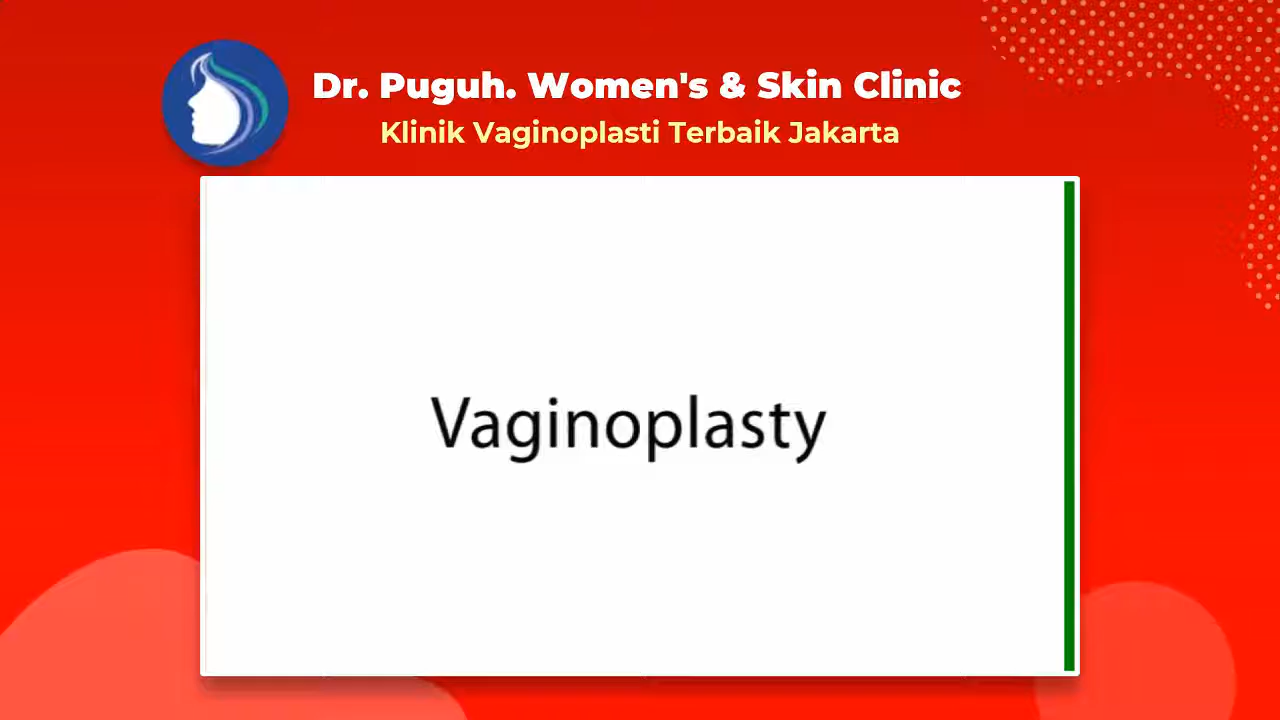 Dr. Puguh. Women's & Skin Clinic
Klinik Vaginoplasti Terbaik Jakarta
Vaginoplasty